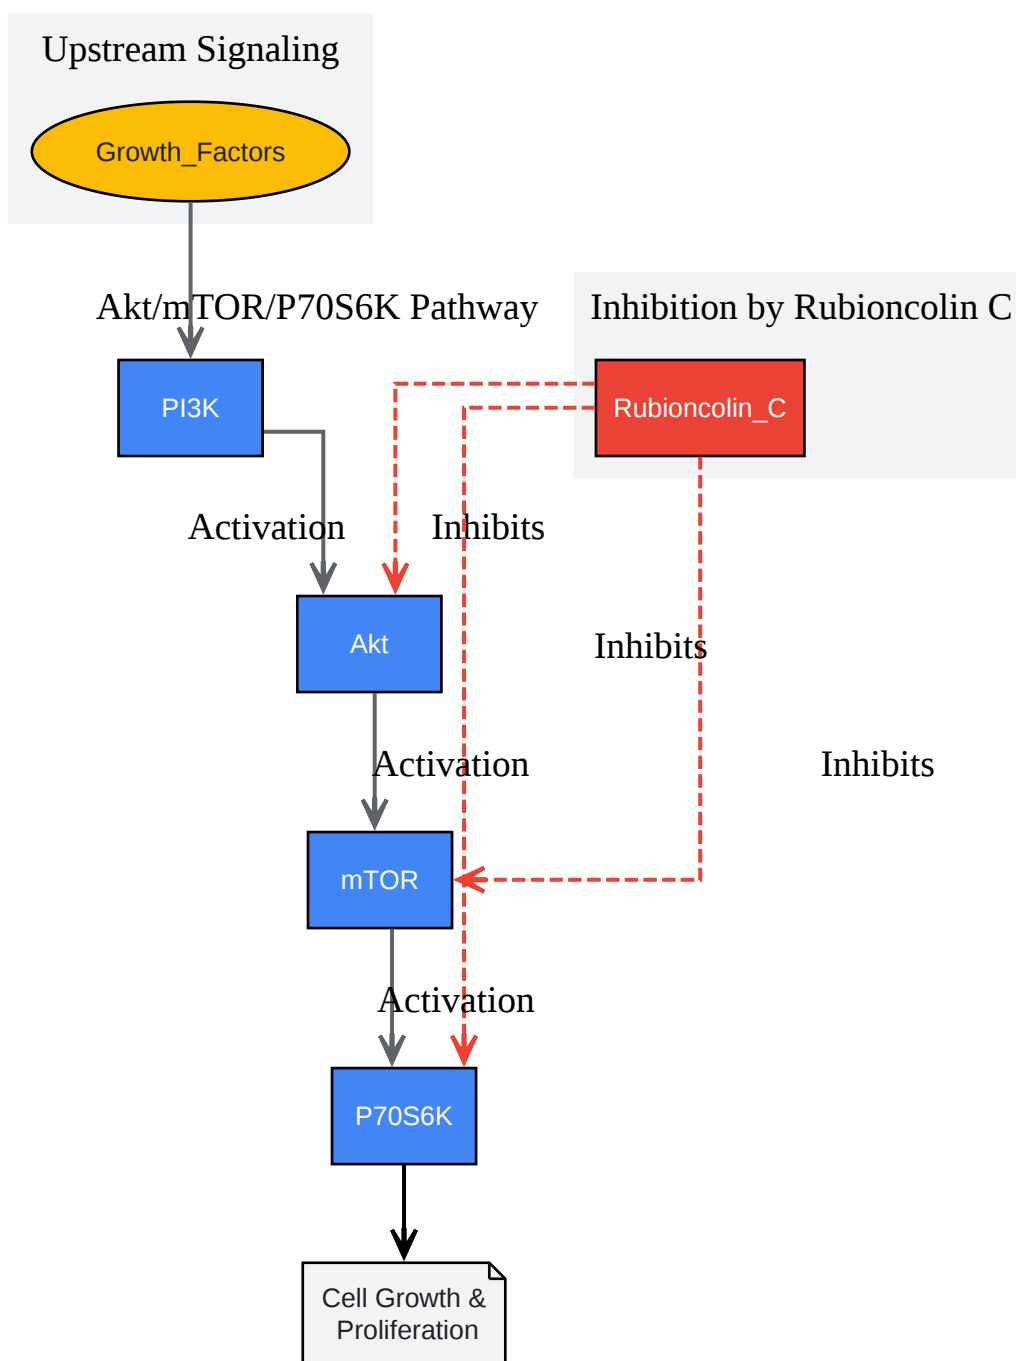 Upstream Signaling
Growth_Factors
Akt/mTOR/P70S6K Pathway
Inhibition by Rubioncolin C
PI3K
Rubioncolin_C
Activation
Inhibits
Akt
Inhibits
Activation
Inhibits
mTOR
Activation
P70S6K
Cell Growth &
Proliferation